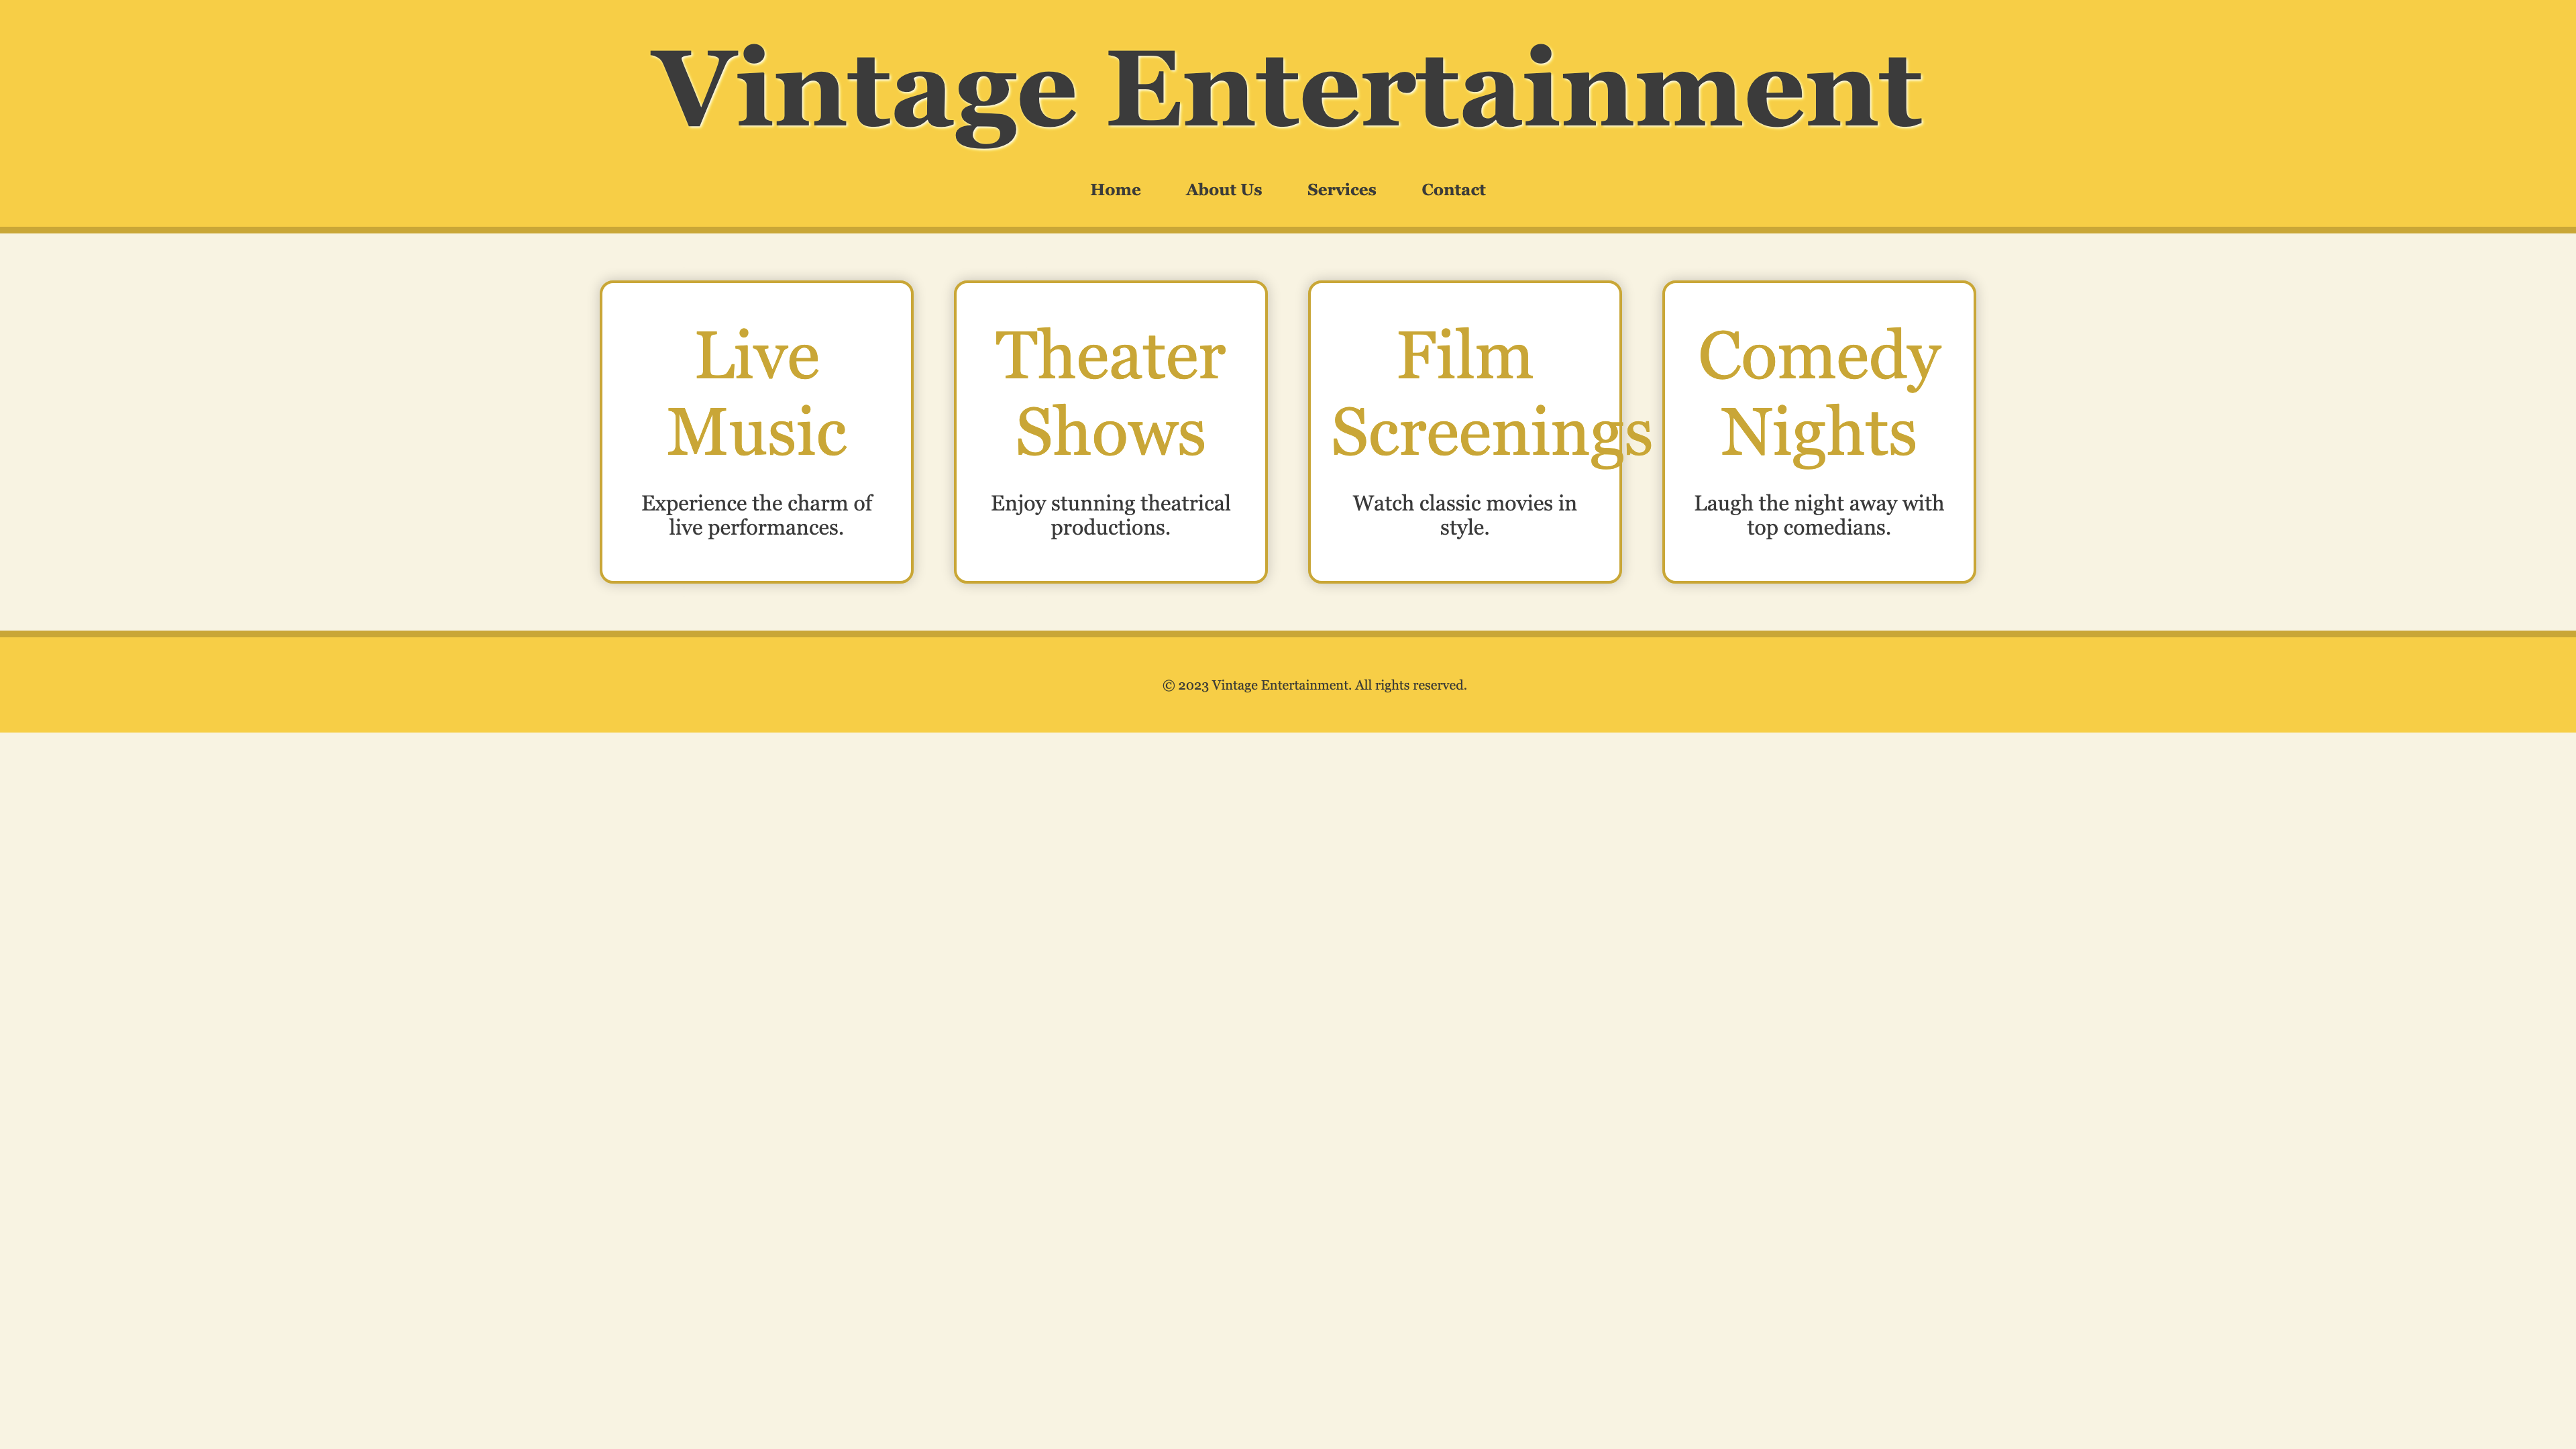 Vintage Entertainment
Home About Us Services Contact
Live
Music
Experience the charm of
live performances.
Theater
Shows
Enjoy stunning theatrical
productions.
Film
Screenings
Watch classic movies in
style.
Comedy
Nights
Laugh the night away with
top comedians.
© 2023 Vintage Entertainment. All rights reserved.